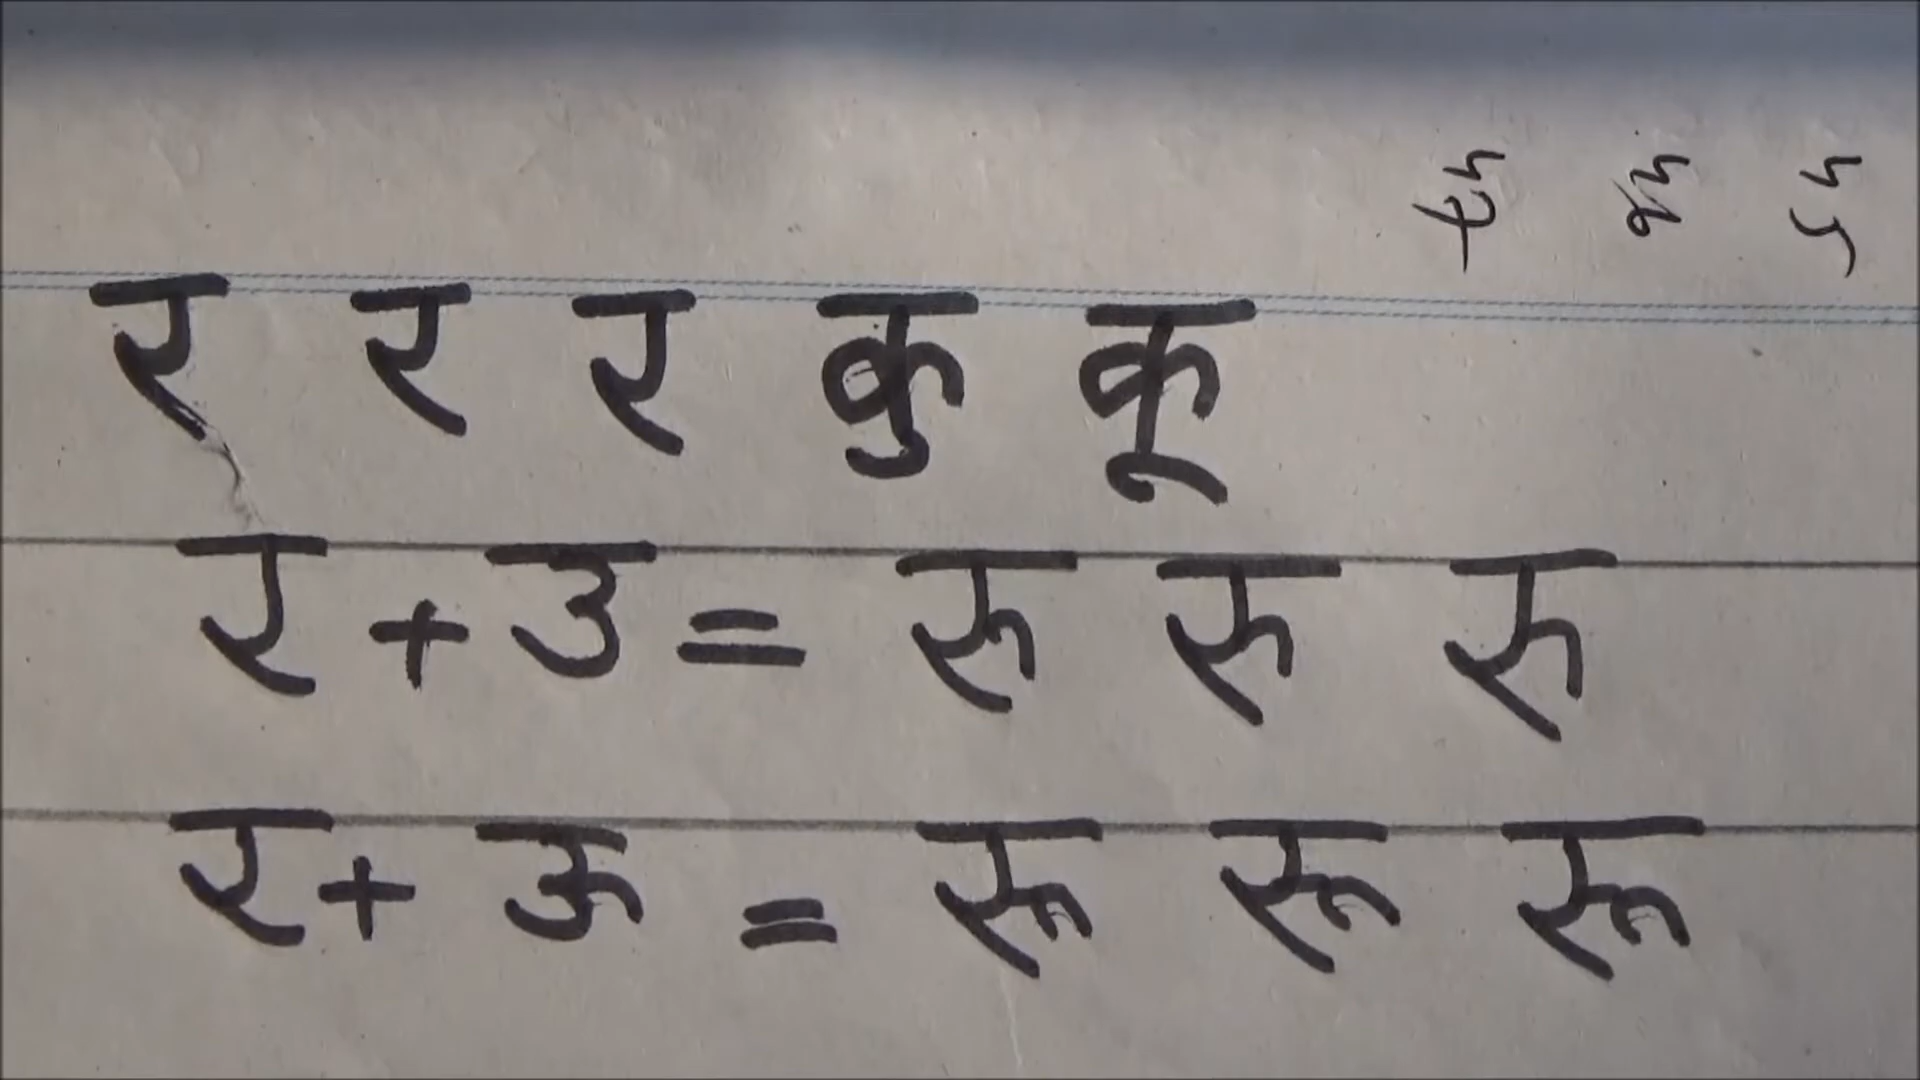 र र र कु कू
र + उ = रु रु रु
र + ऊ = रू रू रू